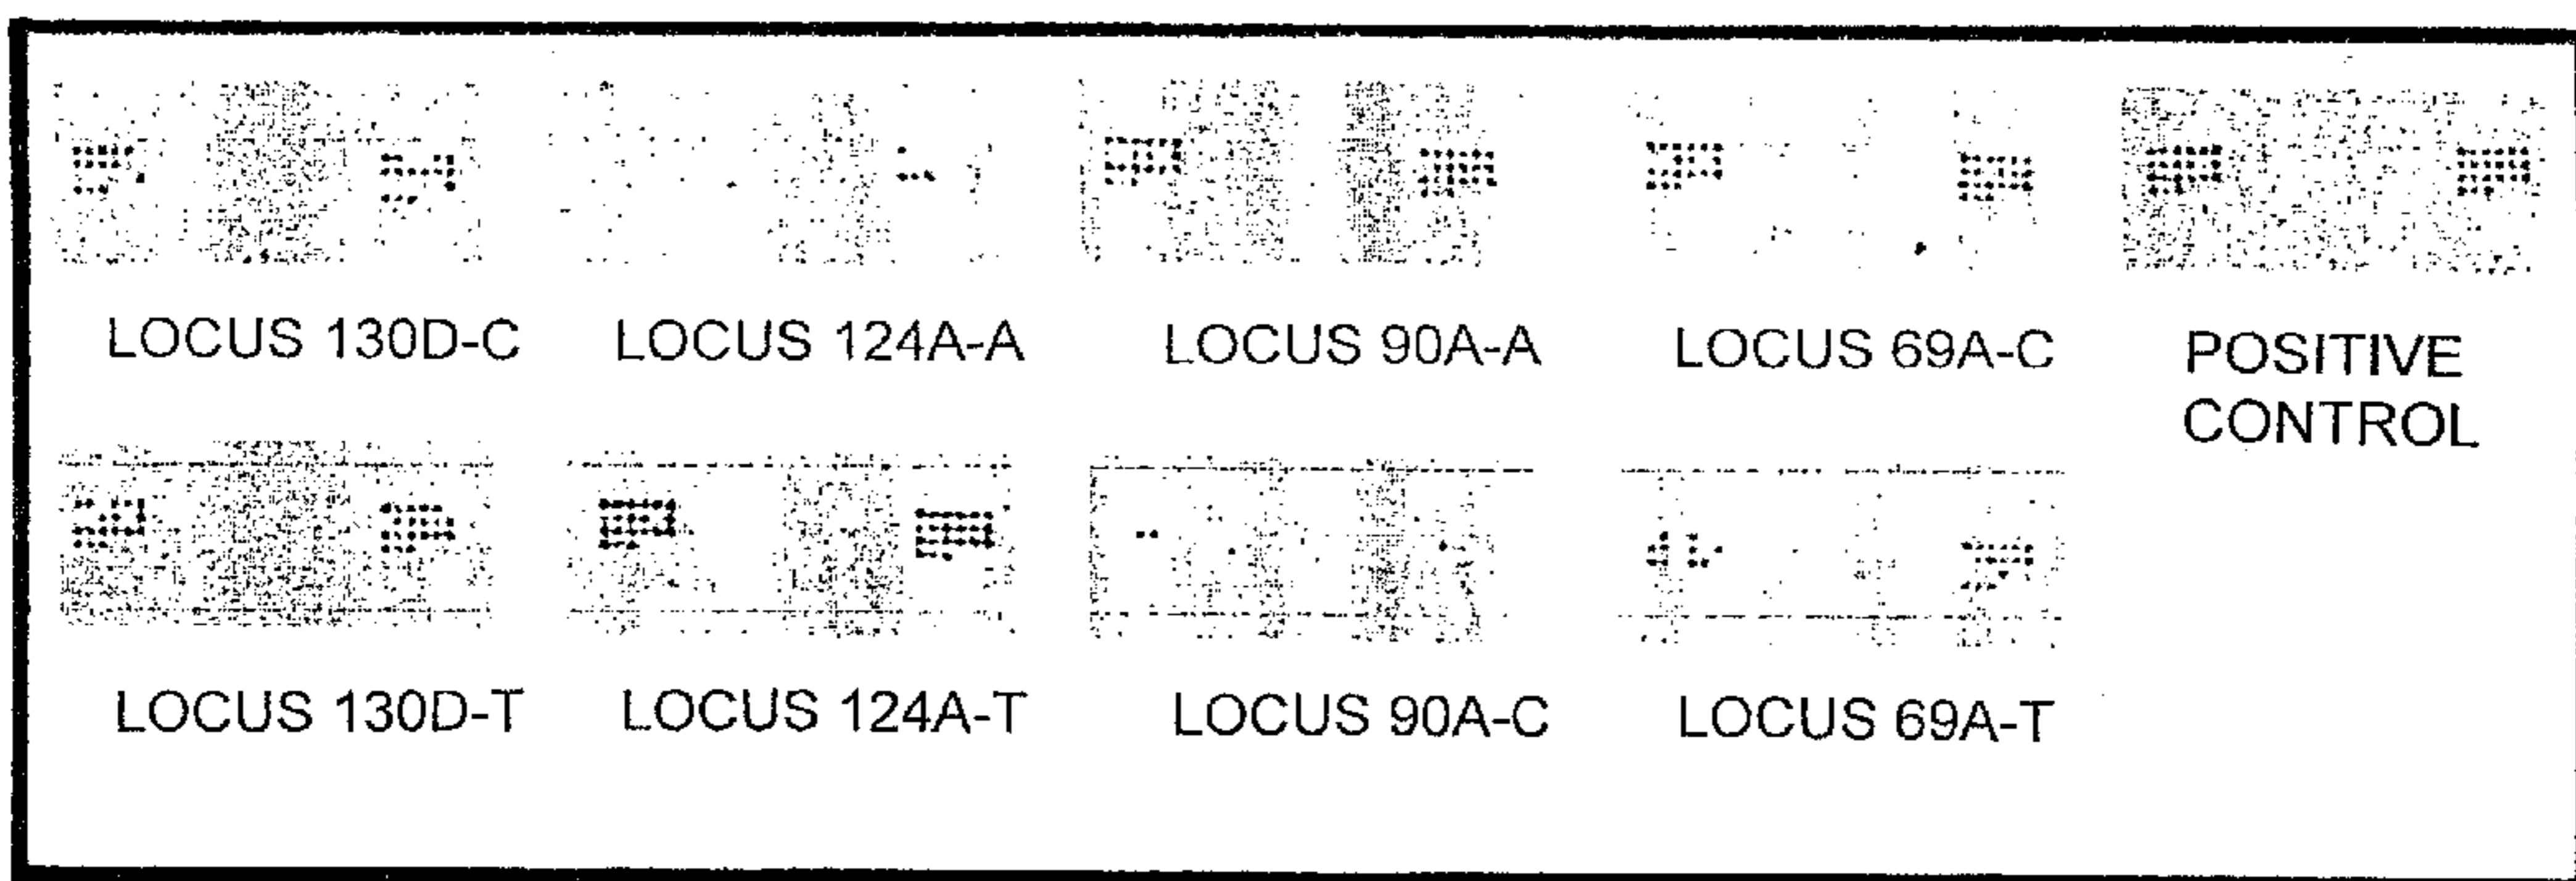 LOCUS 130D-C
LOCUS 124A-A
LOCUS 90A-A
LOCUS 69A-C
POSITIVE
CONTROL
LOCUS 130D-T
LOCUS 124A-T
LOCUS 90A-C
LOCUS 69A-T